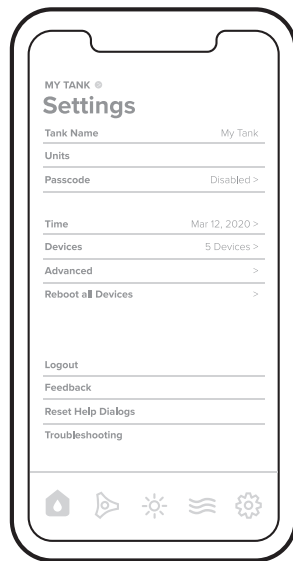 MY TANK
Settings
Tank Name My Tank
Units
Passcode Disabled >
Time Mar 12, 2020 >
Devices 5 Devices >
Advanced >
Reboot all Devices >
Logout
Feedback
Reset Help Dialogs
Troubleshooting